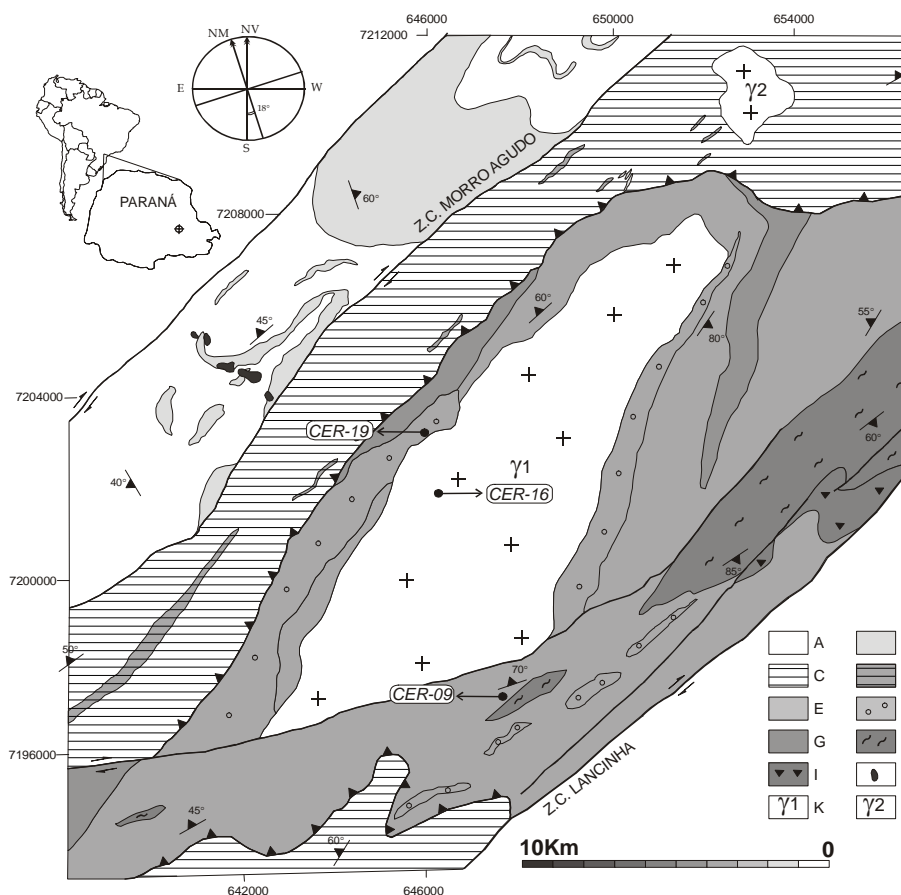 646000
650000
654000
7212000
NM
NV
E
W
18°
S
γ2
PARANÁ
Z.C. MORRO AGUDO
60°
7208000
60°
45°
55°
80°
7204000
CER-19
60°
γ1
40°
CER-16
7200000
85°
50°
70°
CER-09
A
C
E
G
I
γ1 K γ2
7196000
Z.C. LANCINHA
45°
60°
10Km
0
642000
646000